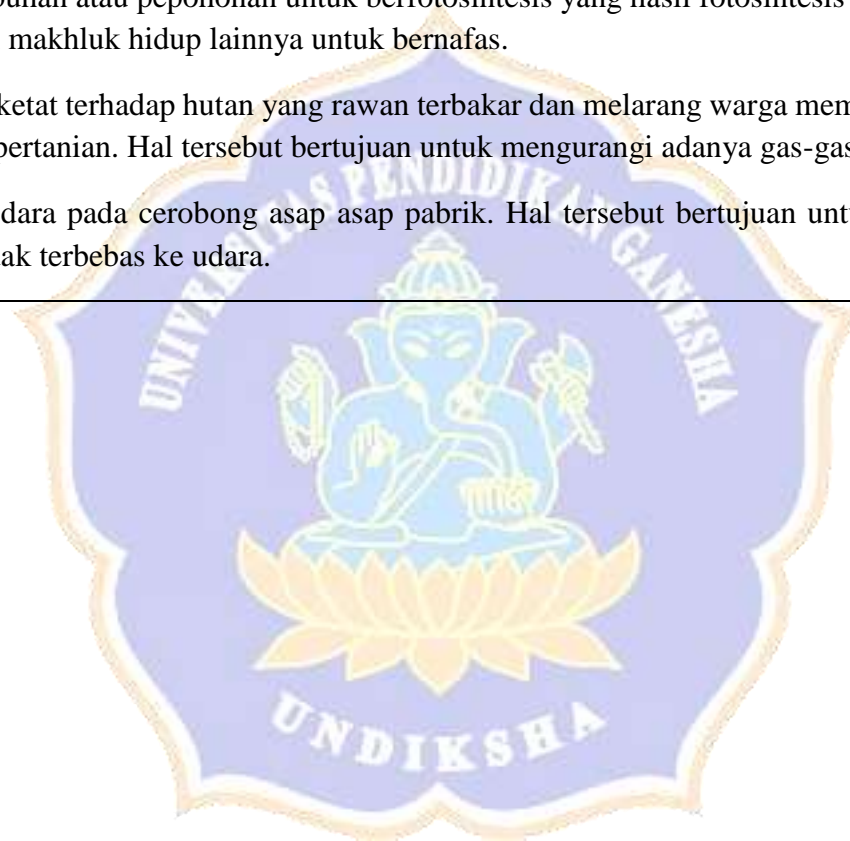 atau pepohonan untuk berfotosintesis yang hasil fotosintesis
makhluk hidup lainnya untuk bernafas.
ketat terhadap hutan yang rawan terbakar dan melarang warga mem
pertanian. Hal tersebut bertujuan untuk mengurangi adanya gas-gas
dara pada cerobong asap asap pabrik. Hal tersebut bertujuan unt
ak terbebas ke udara.
UNIVERSITAS PENDIDIKAN GANESHA
UNDIKSHA